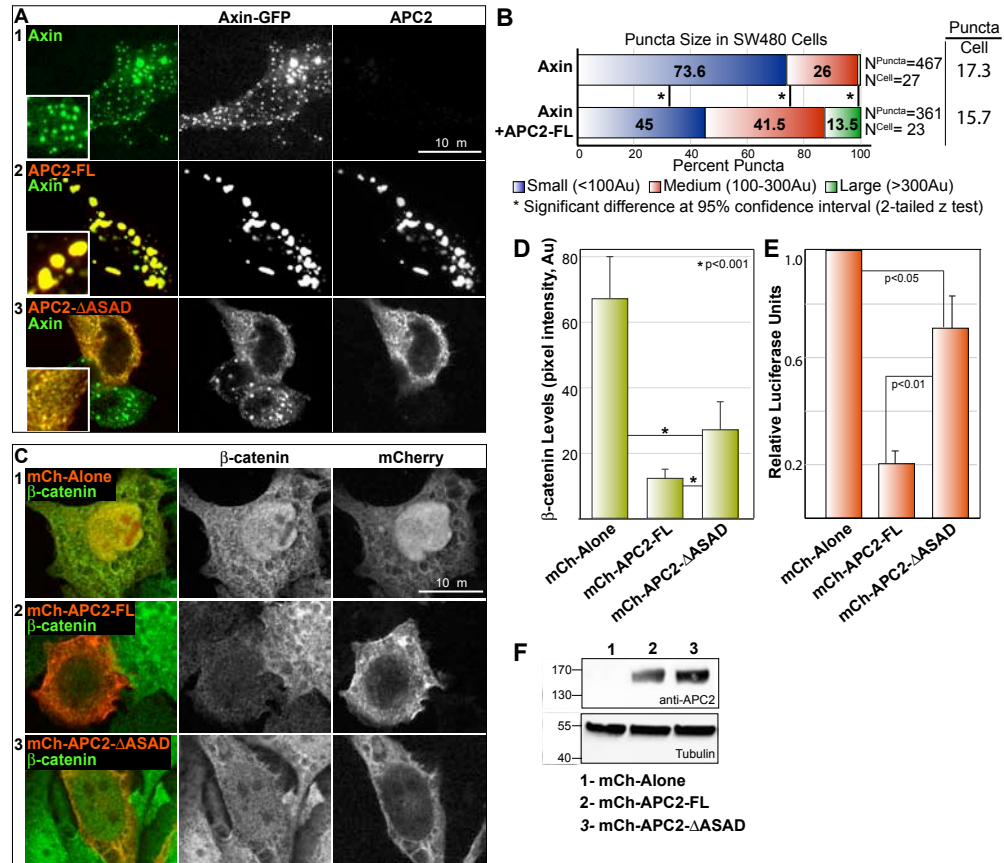 A
Axin-GFP
APC2
1
Axin
10 m
2
APC2-FL
Axin
3
APC2-ΔASAD
Axin
B
Puncta Size in SW480 Cells
Puncta
Cell
Axin
73.6
26
N^Puncta=467
N^Cell=27
17.3
*
*
*
Axin
+APC2-FL
45
41.5
13.5
N^Puncta=361
N^Cell= 23
15.7
0
20
40
60
80
100
Percent Puncta
Small (<100Au)
Medium (100-300Au)
Large (>300Au)
* Significant difference at 95% confidence interval (2-tailed z test)
C
β-catenin
mCherry
1
mCh-Alone
β-catenin
10 m
2
mCh-APC2-FL
β-catenin
3
mCh-APC2-ΔASAD
β-catenin
D
β-catenin Levels (pixel intensity, Au)
80
60
40
20
0
* p<0.001
*
*
mCh-Alone
mCh-APC2-FL
mCh-APC2-ΔASAD
E
Relative Luciferase Units
1.0
0.6
0.2
p<0.05
p<0.01
mCh-Alone
mCh-APC2-FL
mCh-APC2-ΔASAD
F
1 2 3
170
130
anti-APC2
55
40
Tubulin
1- mCh-Alone
2- mCh-APC2-FL
3- mCh-APC2-ΔASAD